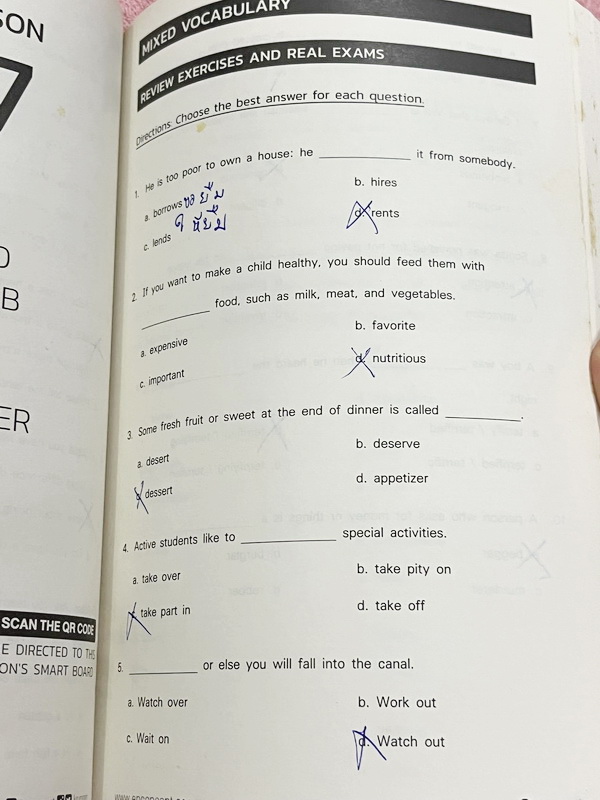 SON
7
B
ER
SCAN THE QR CODE
E DIRECTED TO THIS
ON'S SMART BOARD
MIXED VOCABULARY
REVIEW EXERCISES AND REAL EXAMS
Directions: Choose the best answer for each question.
1. He is too poor to own a house: he __________ it from somebody.
a. borrows ขอยืม
b. hires
c. lends ให้ยืม
d. rents
2. If you want to make a child healthy, you should feed them with
__________ food, such as milk, meat, and vegetables.
a. expensive
b. favorite
c. important
d. nutritious
3. Some fresh fruit or sweet at the end of dinner is called __________.
a. desert
b. deserve
c. dessert
d. appetizer
4. Active students like to __________ special activities.
a. take over
b. take pity on
take part in
d. take off
5. __________ or else you will fall into the canal.
a. Watch over
b. Work out
c. Wait on
d. Watch out